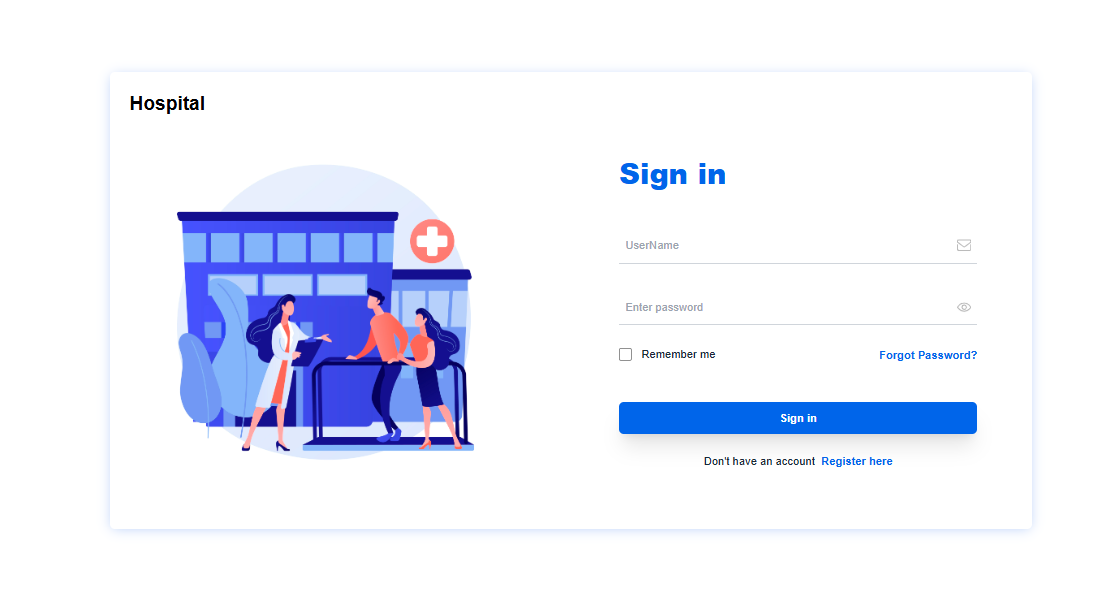 Hospital
Sign in
UserName
Enter password
Remember me
Forgot Password?
Sign in
Don't have an account Register here